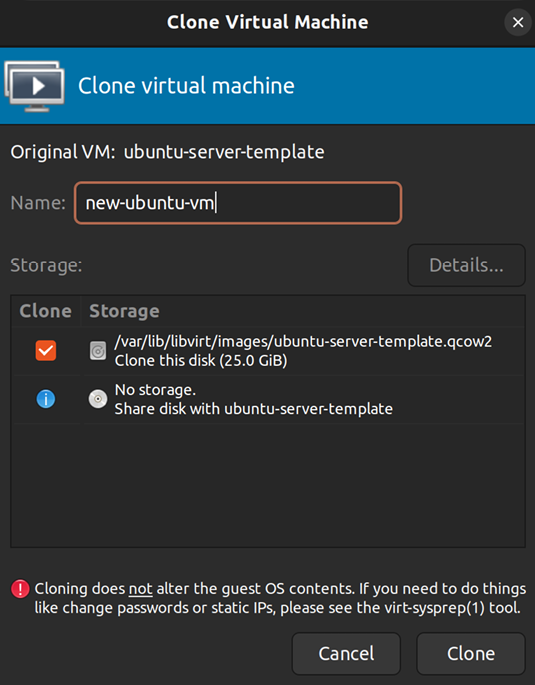 Clone Virtual Machine
Clone virtual machine
Original VM: ubuntu-server-template
Name: new-ubuntu-vm
Storage: Details...
Clone Storage
/var/lib/libvirt/images/ubuntu-server-template.qcow2
Clone this disk (25.0 GiB)
No storage.
Share disk with ubuntu-server-template
Cloning does not alter the guest OS contents. If you need to do things
like change passwords or static IPs, please see the virt-sysprep(1) tool.
Cancel Clone